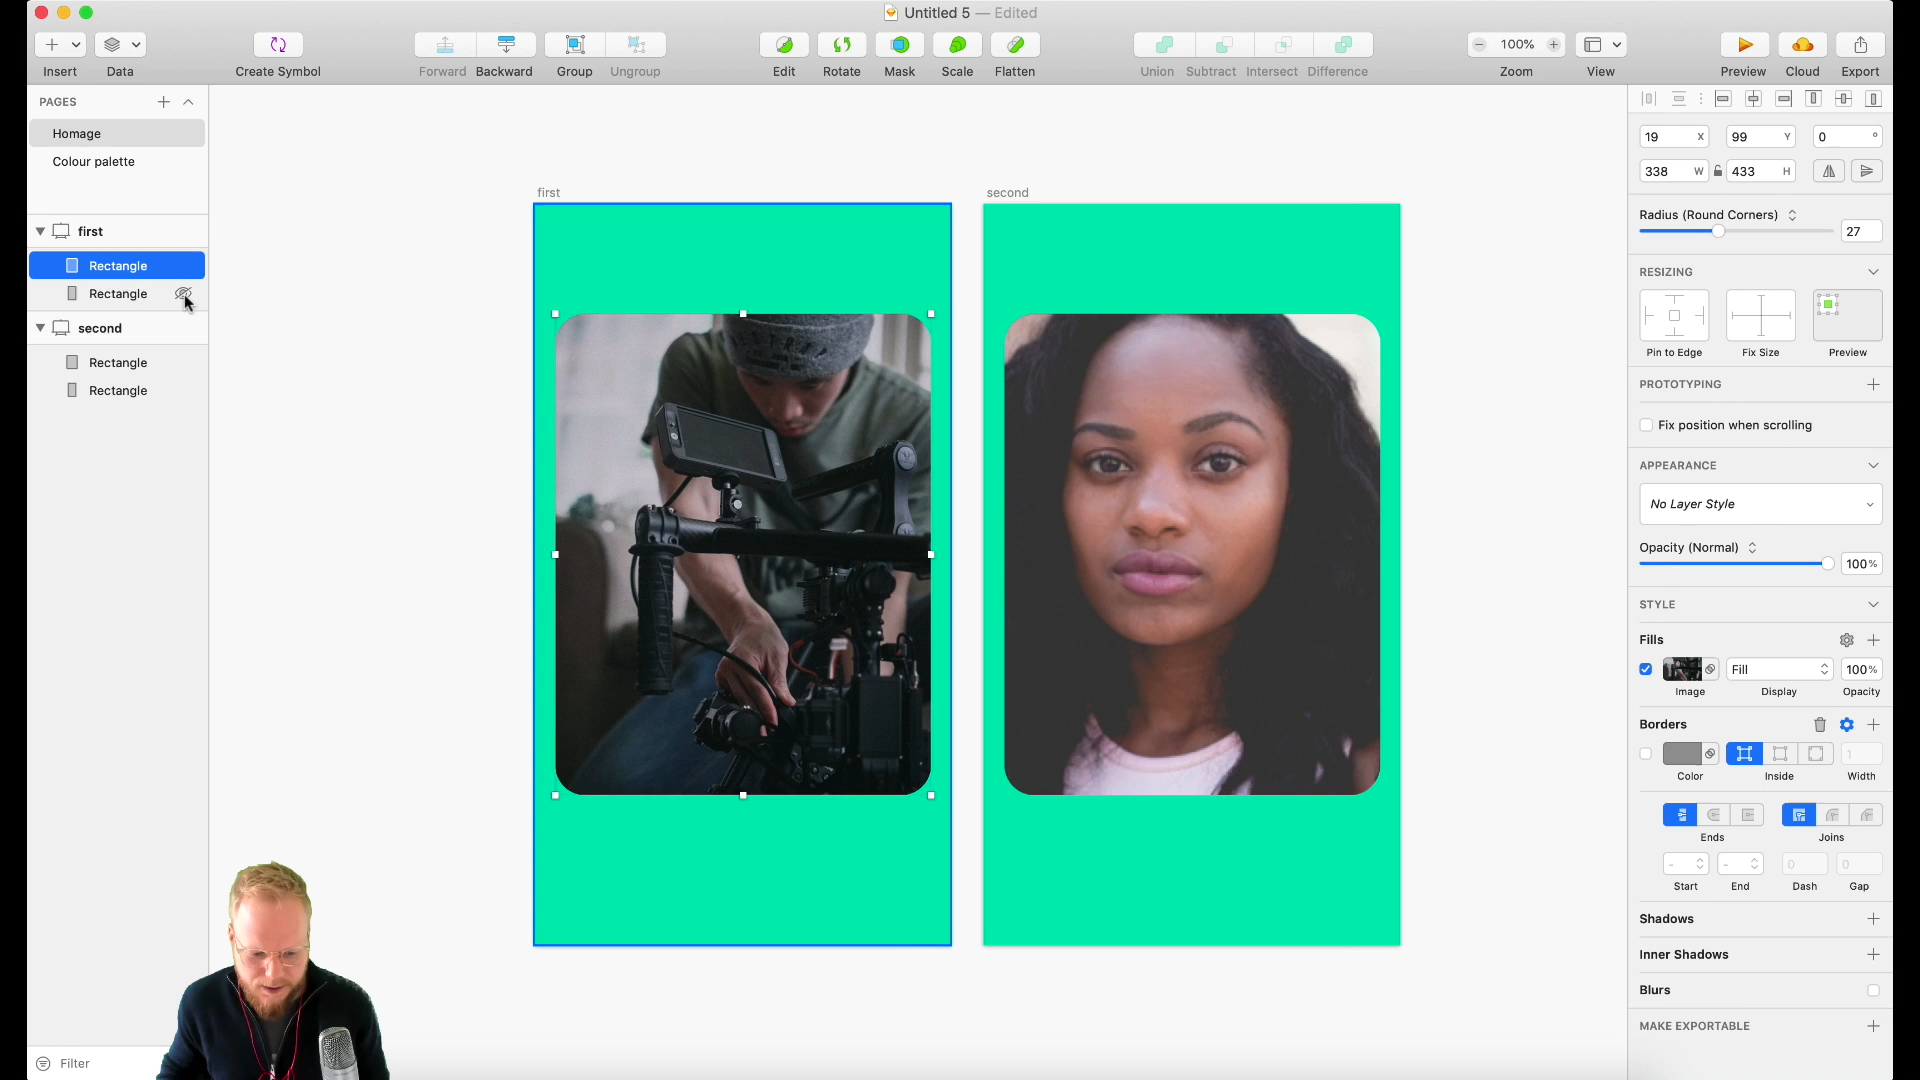 Untitled 5 — Edited
Insert
Data
Create Symbol
Forward
Backward
Group
Ungroup
Edit
Rotate
Mask
Scale
Flatten
Union
Subtract
Intersect
Difference
100%
Zoom
View
Preview
Cloud
Export
PAGES
Homage
Colour palette
first
Rectangle
Rectangle
second
Rectangle
Rectangle
Filter
first
second
19 X
99 Y
0 °
338 W
433 H
Radius (Round Corners)
27
RESIZING
Pin to Edge
Fix Size
Preview
PROTOTYPING
Fix position when scrolling
APPEARANCE
No Layer Style
Opacity (Normal)
100%
STYLE
Fills
Fill
100%
Image
Display
Opacity
Borders
1
Color
Inside
Width
Ends
Joins
-
-
0
0
Start
End
Dash
Gap
Shadows
Inner Shadows
Blurs
MAKE EXPORTABLE